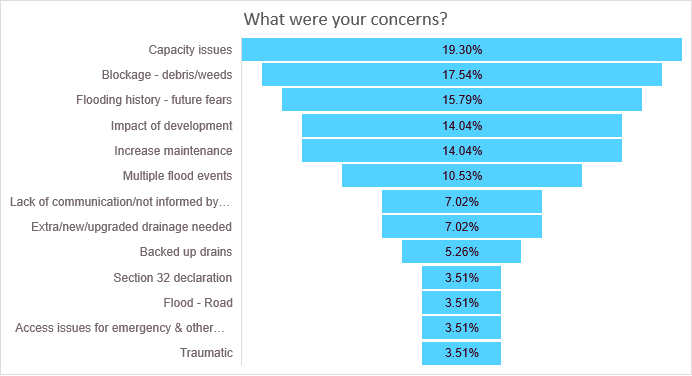 What were your concerns?
Capacity issues 19.30%
Blockage - debris/weeds 17.54%
Flooding history - future fears 15.79%
Impact of development 14.04%
Increase maintenance 14.04%
Multiple flood events 10.53%
Lack of communication/not informed by... 7.02%
Extra/new/upgraded drainage needed 7.02%
Backed up drains 5.26%
Section 32 declaration 3.51%
Flood - Road 3.51%
Access issues for emergency & other... 3.51%
Traumatic 3.51%